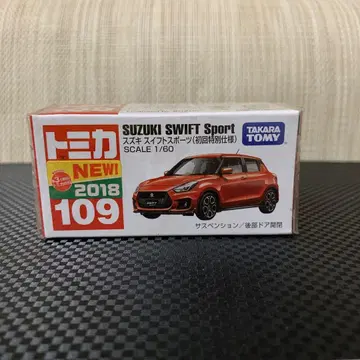 トミカ
NEW!
2018
109
SUZUKI SWIFT Sport
スズキ スイフトスポーツ(初回特別仕様)
SCALE 1/60
TAKARA
TOMY
サスペンション/後部ドア開閉